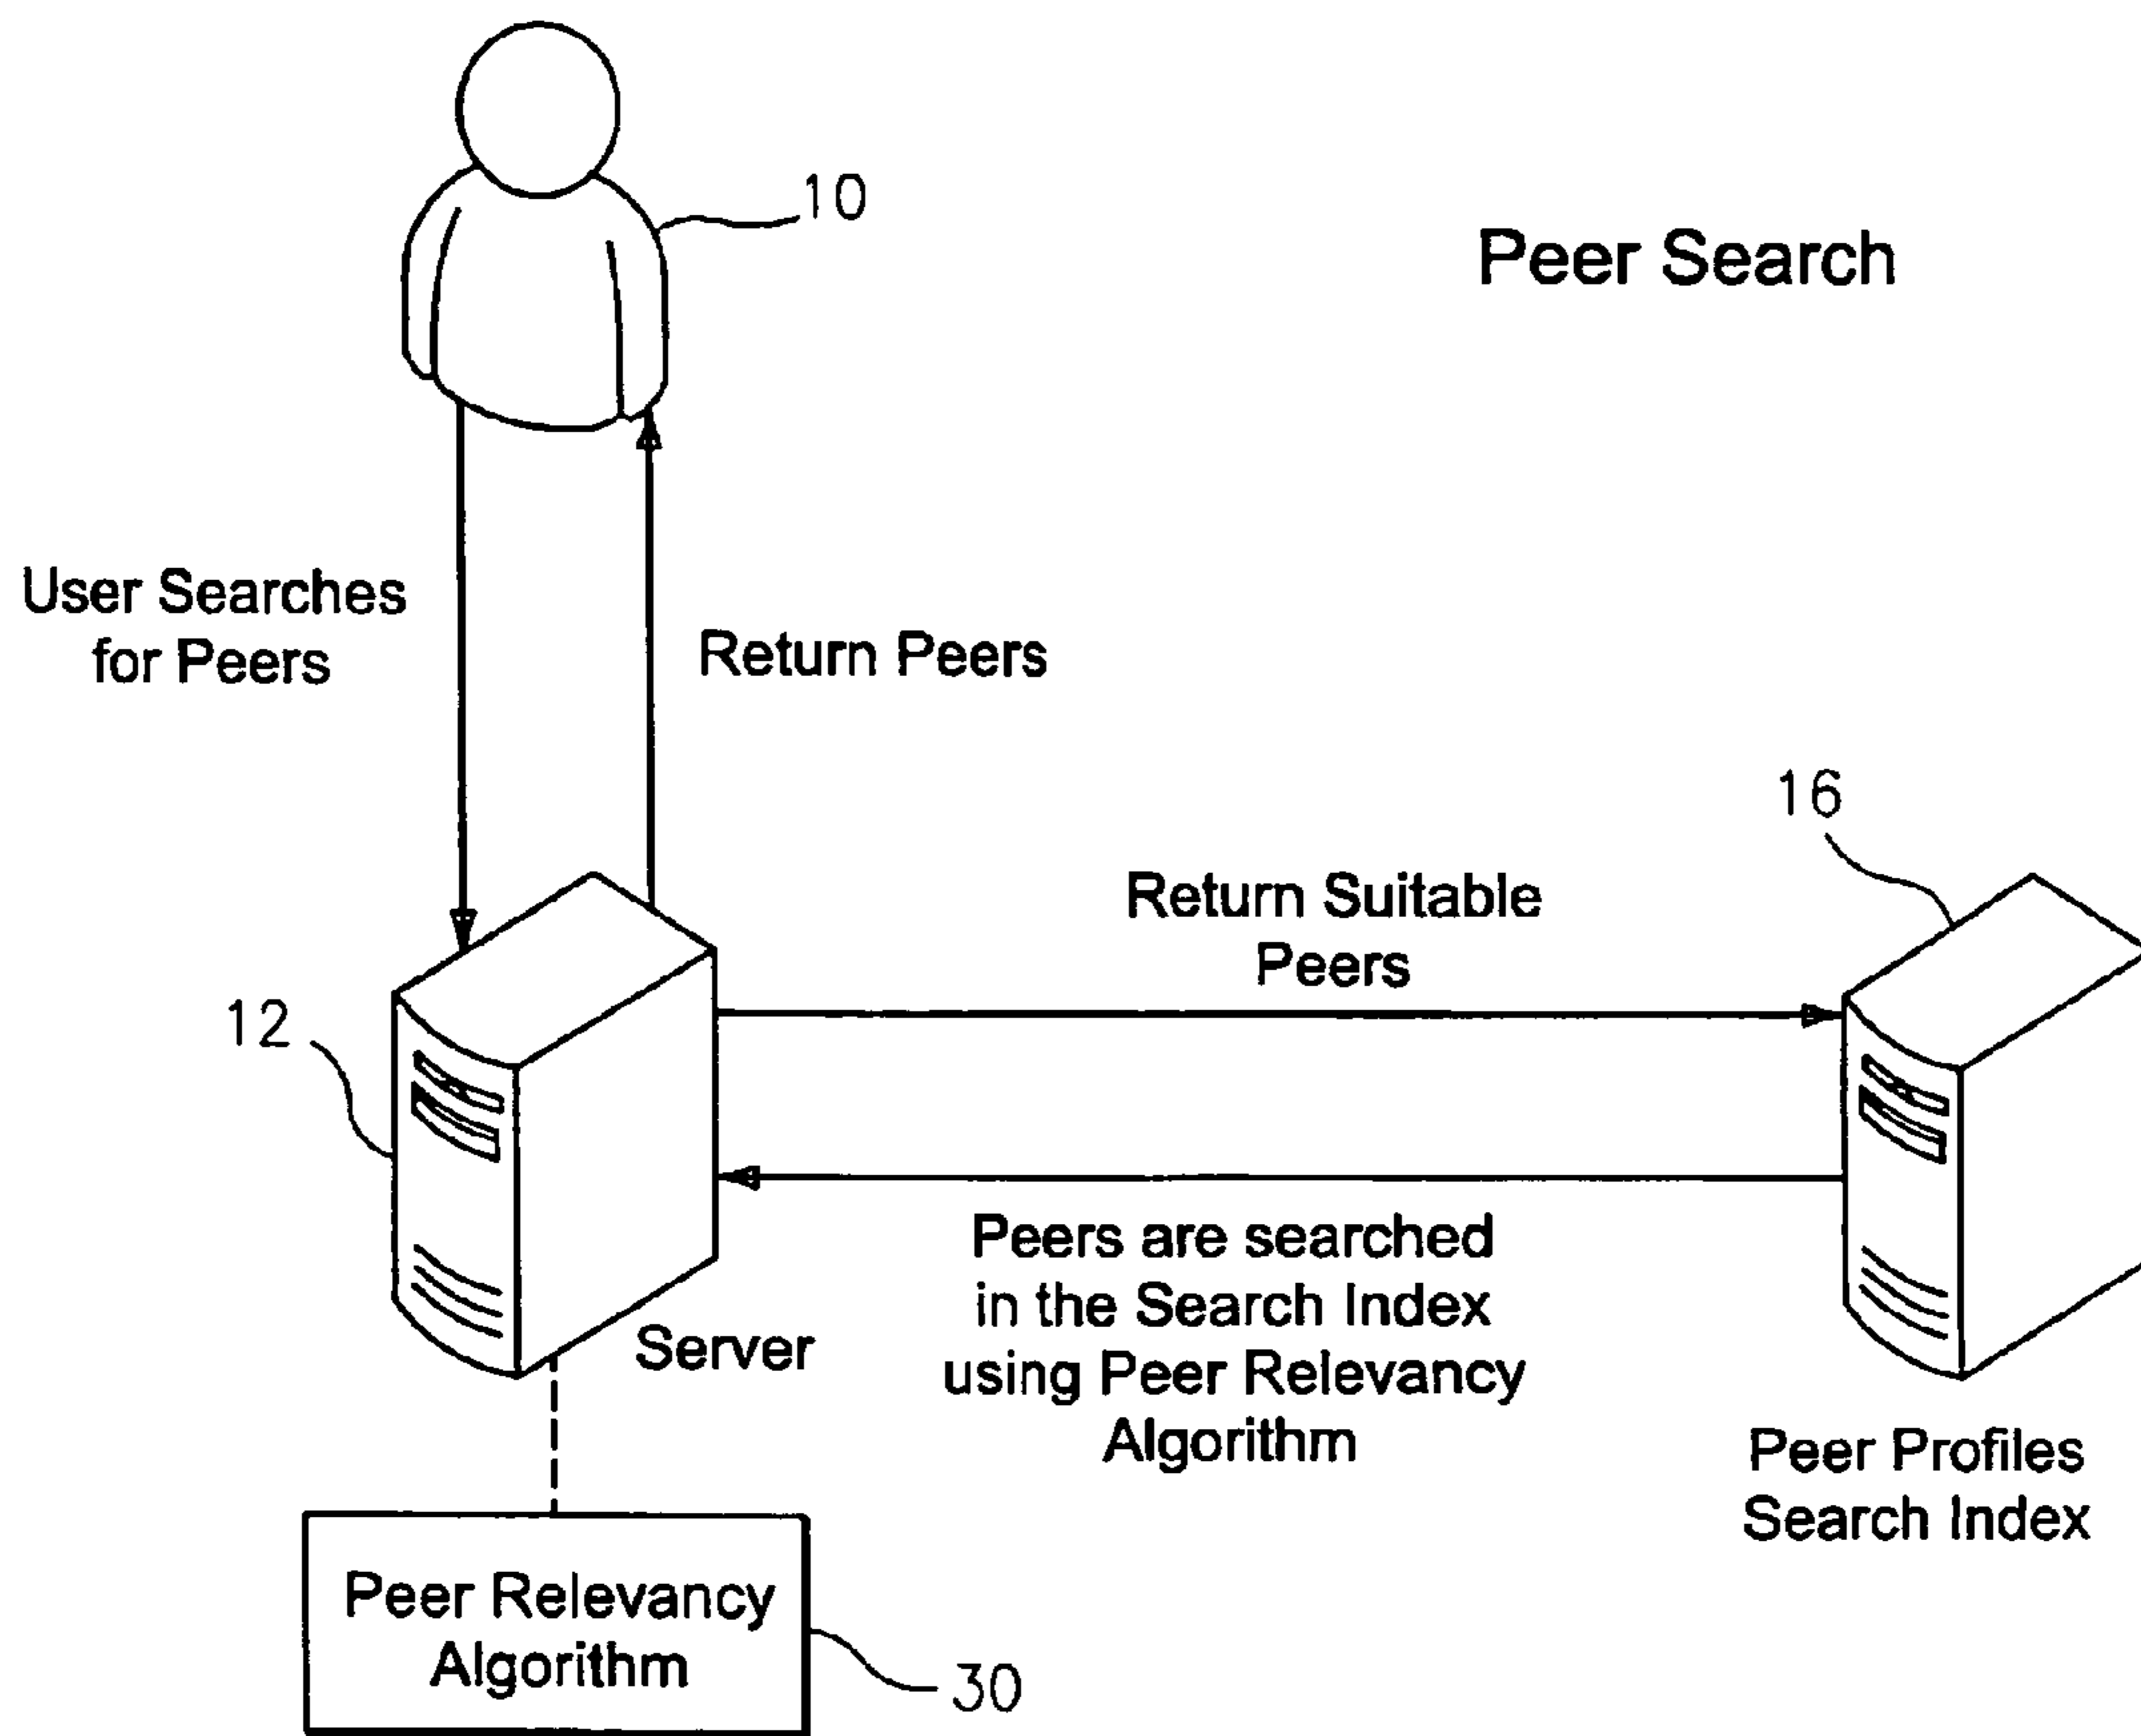 10
Peer Search
User Searches
for Peers
Return Peers
16
Return Suitable
Peers
12
Peers are searched
in the Search Index
using Peer Relevancy
Algorithm
Server
Peer Profiles
Search Index
Peer Relevancy
Algorithm
30